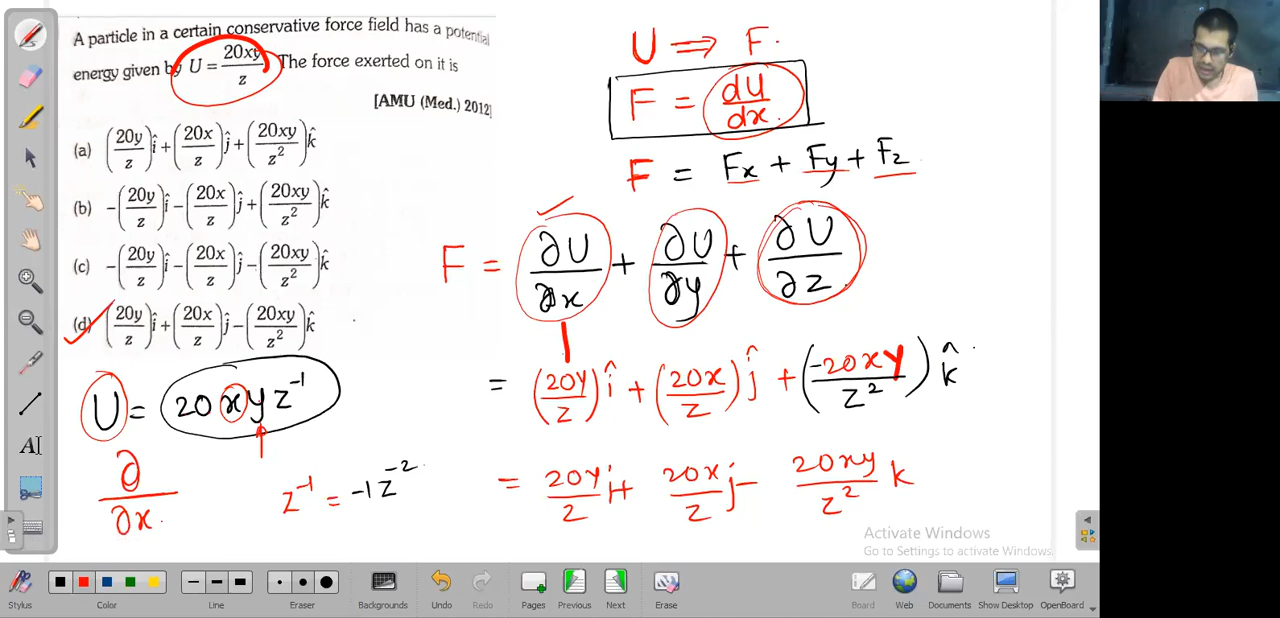 A particle in a certain conservative force field has a potential
energy given by U = 20xy/z. The force exerted on it is
[AMU (Med.) 2012]
(a) (20y/z)î + (20x/z)ĵ + (20xy/z²)k̂
(b) −(20y/z)î − (20x/z)ĵ + (20xy/z²)k̂
(c) −(20y/z)î − (20x/z)ĵ − (20xy/z²)k̂
(d) (20y/z)î + (20x/z)ĵ − (20xy/z²)k̂
U = 20xyz⁻¹
∂/∂x
z⁻¹ = -1z⁻²
U ⇒ F.
F = dU/dx
F = Fx + Fy + Fz
F = ∂U/∂x + ∂U/∂y + ∂U/∂z
= (20y/z)î + (20x/z)ĵ + (-20xy/z²)k̂
= 20y/z i + 20x/z j − 20xy/z² k
Activate Windows
Go to Settings to activate Windows.
Stylus
Color
Line
Eraser
Backgrounds
Undo
Redo
Pages
Previous
Next
Erase
Board
Web
Documents
Show Desktop
OpenBoard
A